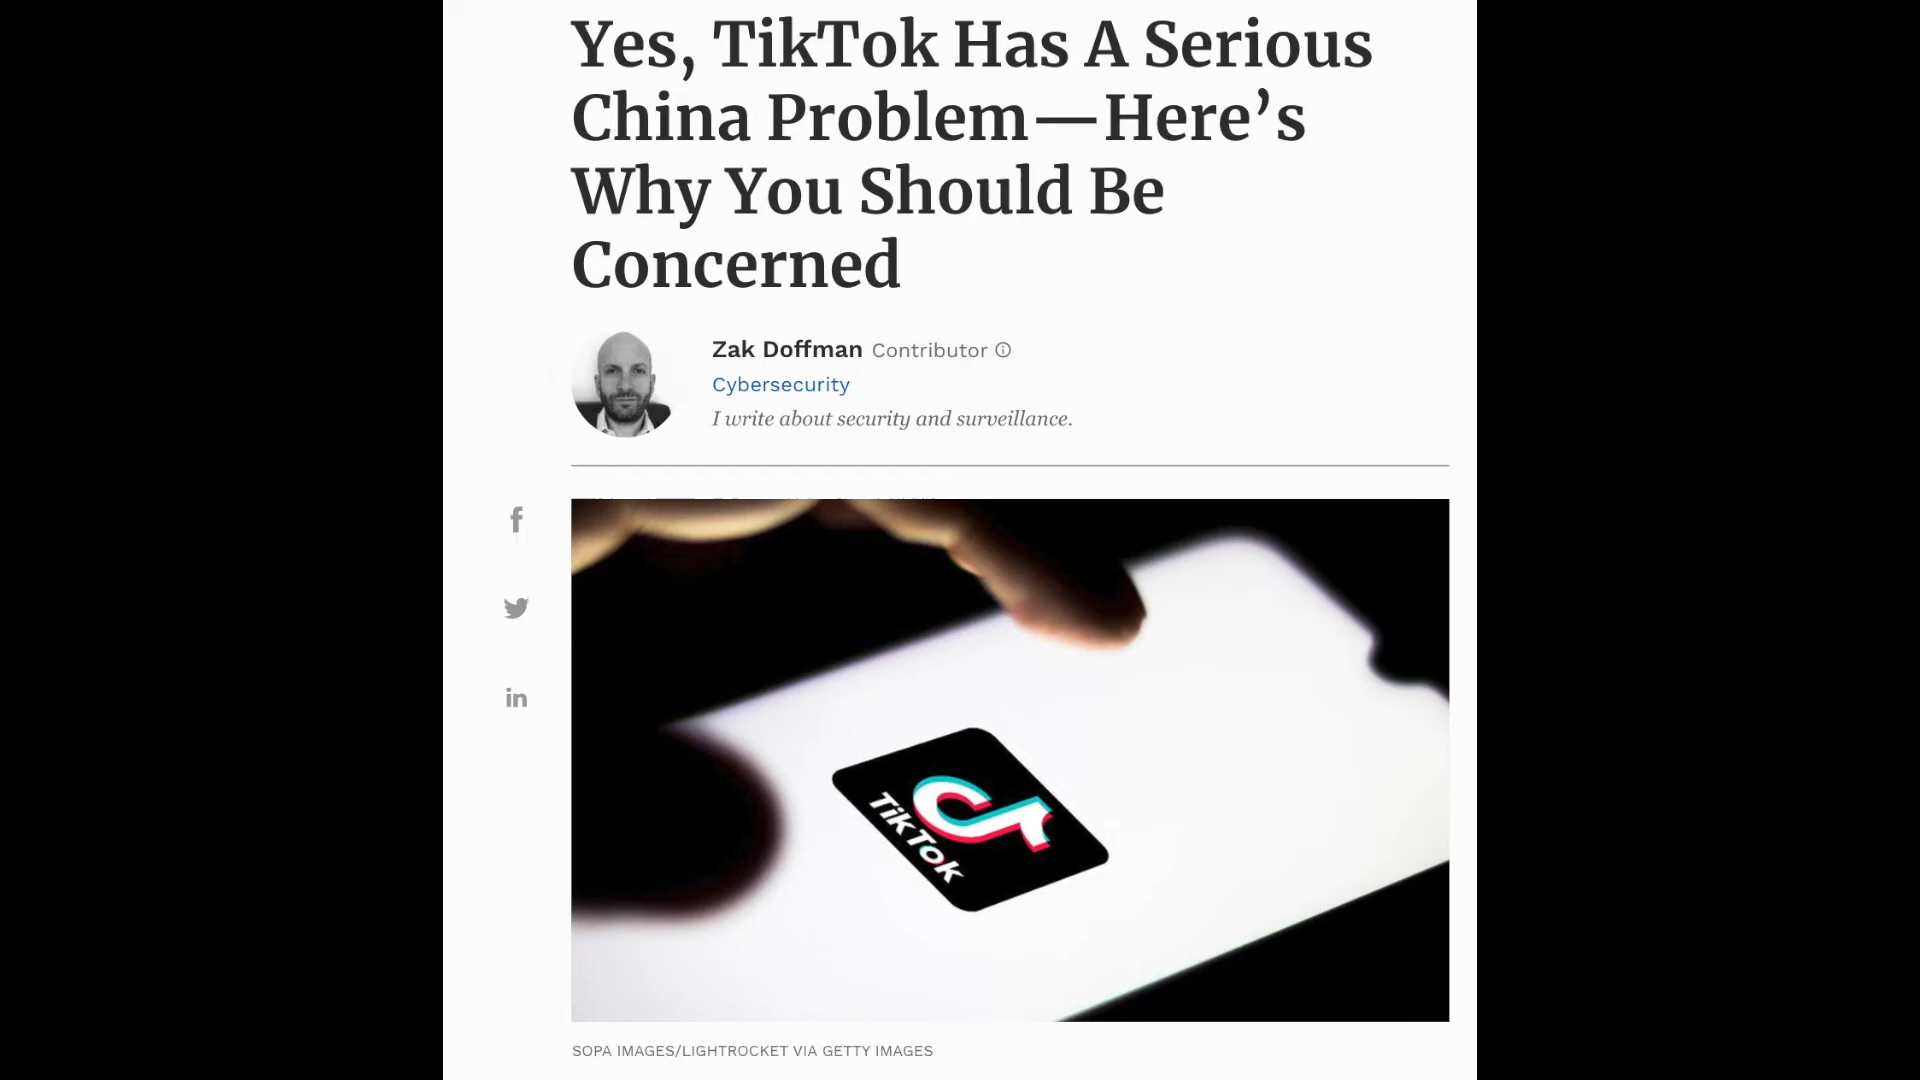 Yes, TikTok Has A Serious
China Problem—Here’s
Why You Should Be
Concerned
Zak Doffman Contributor
Cybersecurity
I write about security and surveillance.
f
in
TikTok
SOPA IMAGES/LIGHTROCKET VIA GETTY IMAGES